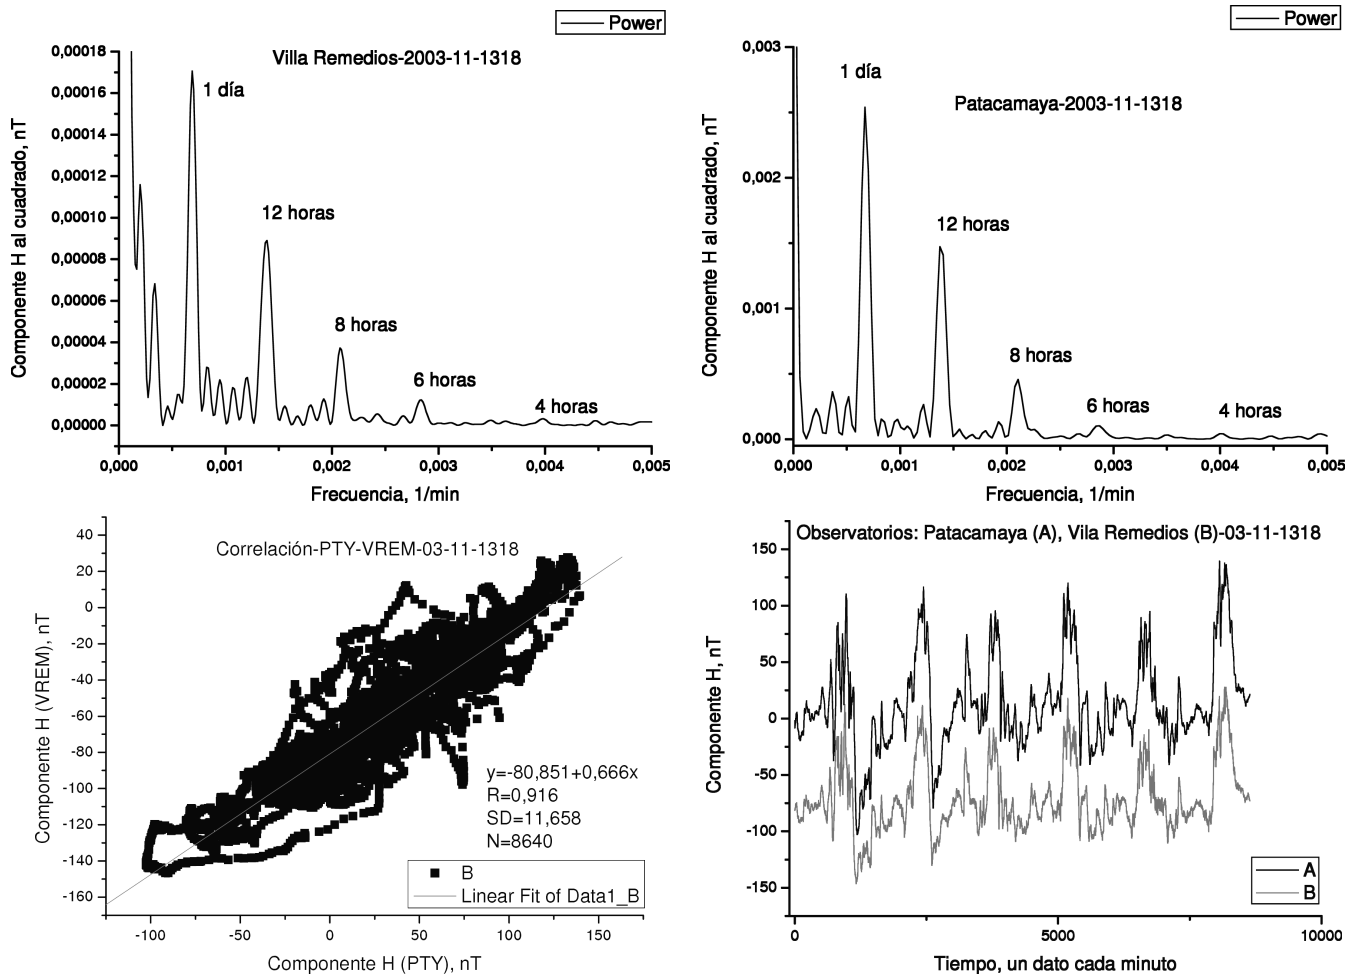 Power
Villa Remedios-2003-11-1318
Componente H al cuadrado, nT
0,00018
0,00016
0,00014
0,00012
0,00010
0,00008
0,00006
0,00004
0,00002
0,00000
1 día
12 horas
8 horas
6 horas
4 horas
0,000
0,001
0,002
0,003
0,004
0,005
Frecuencia, 1/min
Power
Patacamaya-2003-11-1318
Componente H al cuadrado, nT
0,003
0,002
0,001
0,000
1 día
12 horas
8 horas
6 horas
4 horas
0,000
0,001
0,002
0,003
0,004
0,005
Frecuencia, 1/min
Correlación-PTY-VREM-03-11-1318
Componente H (VREM), nT
40
20
0
-20
-40
-60
-80
-100
-120
-140
-160
y=-80,851+0,666x
R=0,916
SD=11,658
N=8640
B
Linear Fit of Data1_B
-100
-50
0
50
100
150
Componente H (PTY), nT
Observatorios: Patacamaya (A), Vila Remedios (B)-03-11-1318
Componente H, nT
150
100
50
0
-50
-100
-150
A
B
0
5000
10000
Tiempo, un dato cada minuto